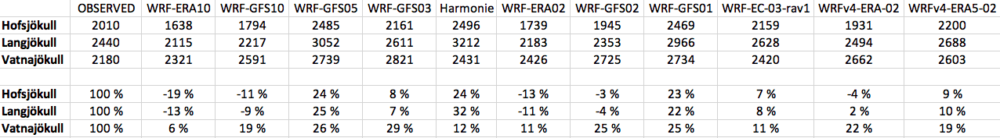 OBSERVED WRF-ERA10 WRF-GFS10 WRF-GFS05 WRF-GFS03 Harmonie WRF-ERA02 WRF-GFS02 WRF-GFS01 WRF-EC-03-rav1 WRFv4-ERA-02 WRFv4-ERA5-02
Hofsjökull 2010 1638 1794 2485 2161 2496 1739 1945 2469 2159 1931 2200
Langjökull 2440 2115 2217 3052 2611 3212 2183 2353 2966 2628 2494 2688
Vatnajökull 2180 2321 2591 2739 2821 2431 2426 2725 2734 2420 2662 2603
Hofsjökull 100 % -19 % -11 % 24 % 8 % 24 % -13 % -3 % 23 % 7 % -4 % 9 %
Langjökull 100 % -13 % -9 % 25 % 7 % 32 % -11 % -4 % 22 % 8 % 2 % 10 %
Vatnajökull 100 % 6 % 19 % 26 % 29 % 12 % 11 % 25 % 25 % 11 % 22 % 19 %